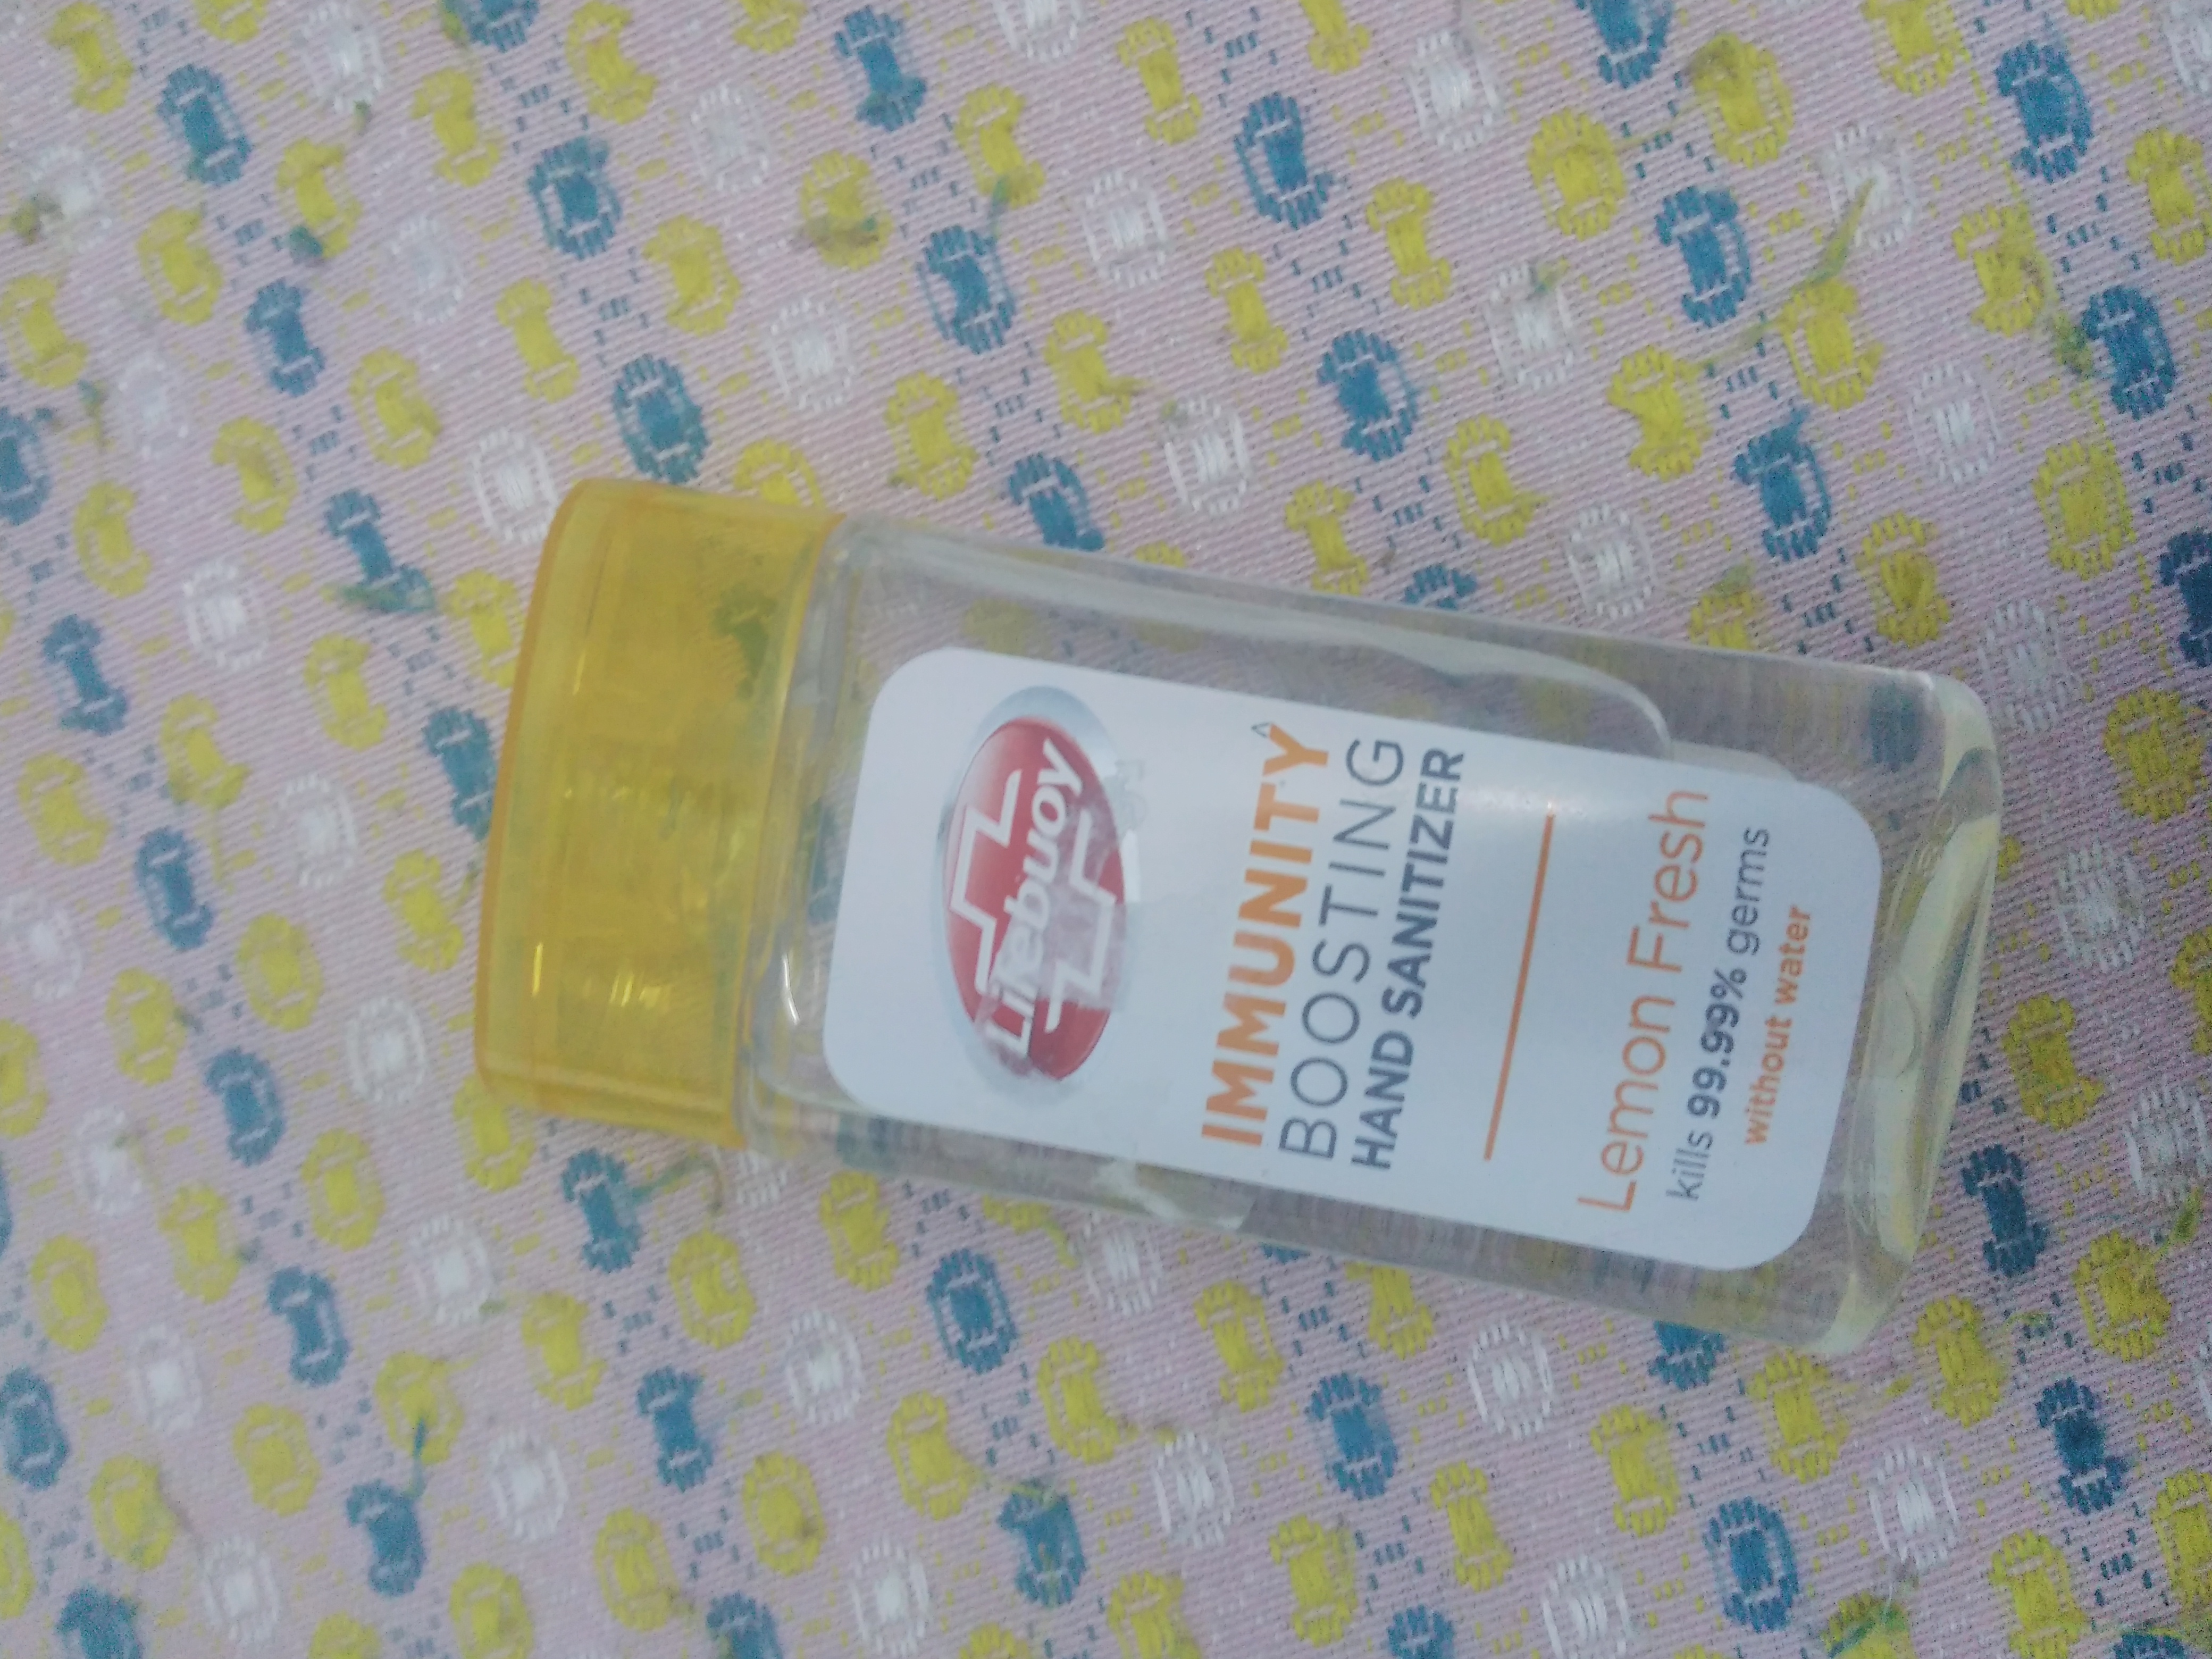 Lifebuoy
IMMUNITY^
BOOSTING
HAND SANITIZER
Lemon Fresh
kills 99.99% germs
without water